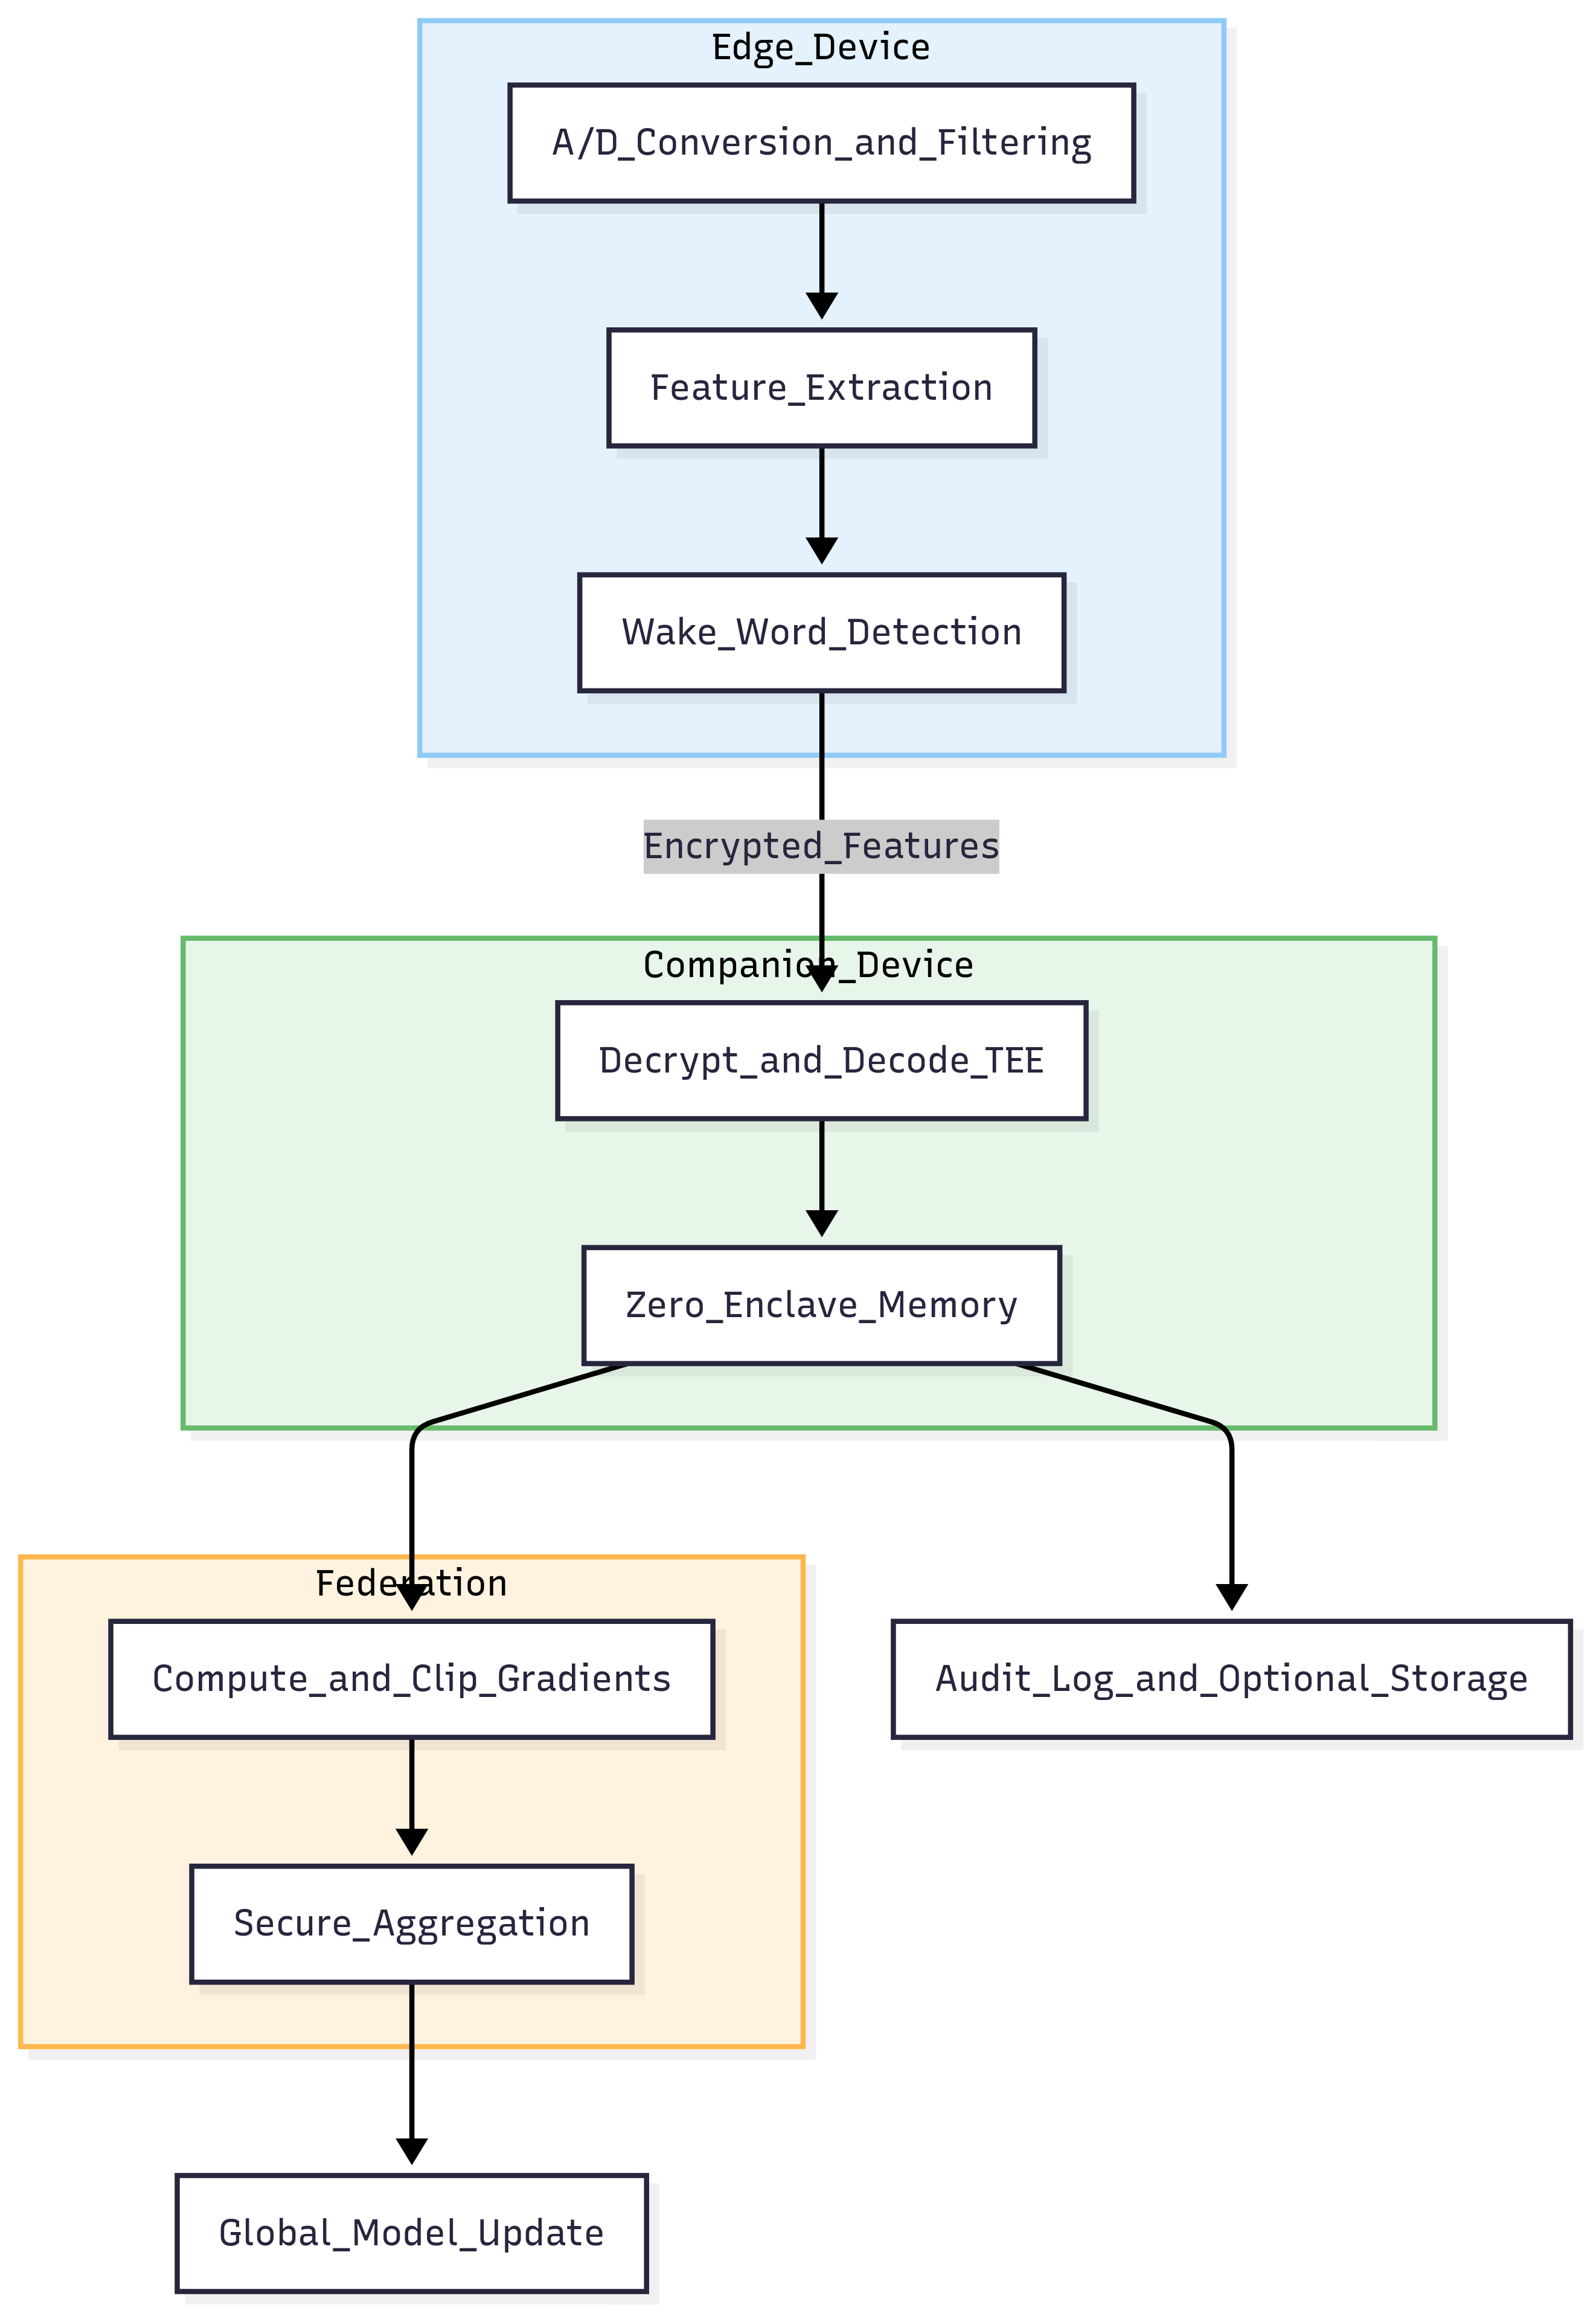 Edge_Device
A/D_Conversion_and_Filtering
Feature_Extraction
Wake_Word_Detection
Encrypted_Features
Companion_Device
Decrypt_and_Decode_TEE
Zero_Enclave_Memory
Federation
Compute_and_Clip_Gradients
Audit_Log_and_Optional_Storage
Secure_Aggregation
Global_Model_Update